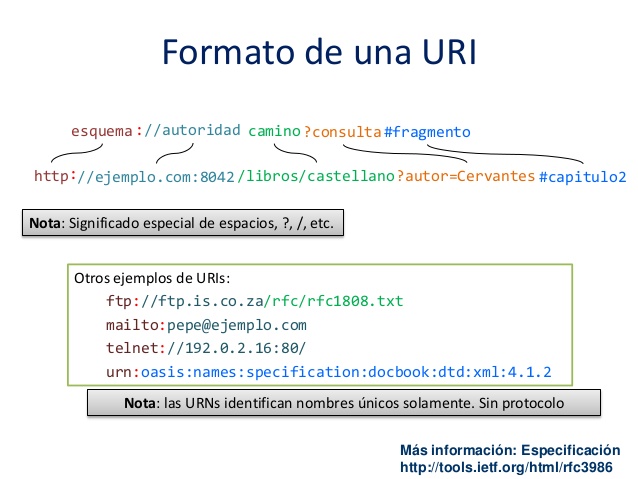 Formato de una URI
esquema://autoridad camino?consulta#fragmento
http://ejemplo.com:8042/libros/castellano?autor=Cervantes#capitulo2
Nota: Significado especial de espacios, ?, /, etc.
Otros ejemplos de URIs:
ftp://ftp.is.co.za/rfc/rfc1808.txt
mailto:pepe@ejemplo.com
telnet://192.0.2.16:80/
urn:oasis:names:specification:docbook:dtd:xml:4.1.2
Nota: las URNs identifican nombres únicos solamente. Sin protocolo
Más información: Especificación
http://tools.ietf.org/html/rfc3986